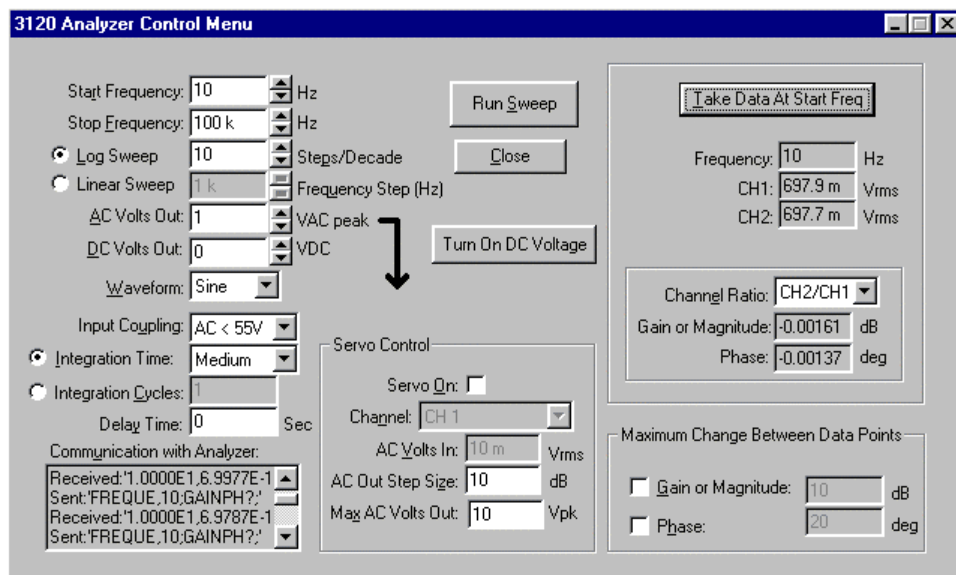 3120 Analyzer Control Menu
Start Frequency: 10 Hz
Stop Frequency: 100 k Hz
Log Sweep 10 Steps/Decade
Linear Sweep 1 k Frequency Step (Hz)
AC Volts Out: 1 VAC peak
DC Volts Out: 0 VDC
Waveform: Sine
Input Coupling: AC < 55V
Integration Time: Medium
Integration Cycles: 1
Delay Time: 0 Sec
Communication with Analyzer:
Received:'1.0000E1,6.9977E-1
Sent:'FREQUE,10;GAINPH?;'
Received:'1.0000E1,6.9787E-1
Sent:'FREQUE,10;GAINPH?;'
Run Sweep
Close
Turn On DC Voltage
Servo Control
Servo On:
Channel: CH 1
AC Volts In: 10 m Vrms
AC Out Step Size: 10 dB
Max AC Volts Out: 10 Vpk
Take Data At Start Freq
Frequency: 10 Hz
CH1: 697.9 m Vrms
CH2: 697.7 m Vrms
Channel Ratio: CH2/CH1
Gain or Magnitude: -0.00161 dB
Phase: -0.00137 deg
Maximum Change Between Data Points
Gain or Magnitude: 10 dB
Phase: 20 deg